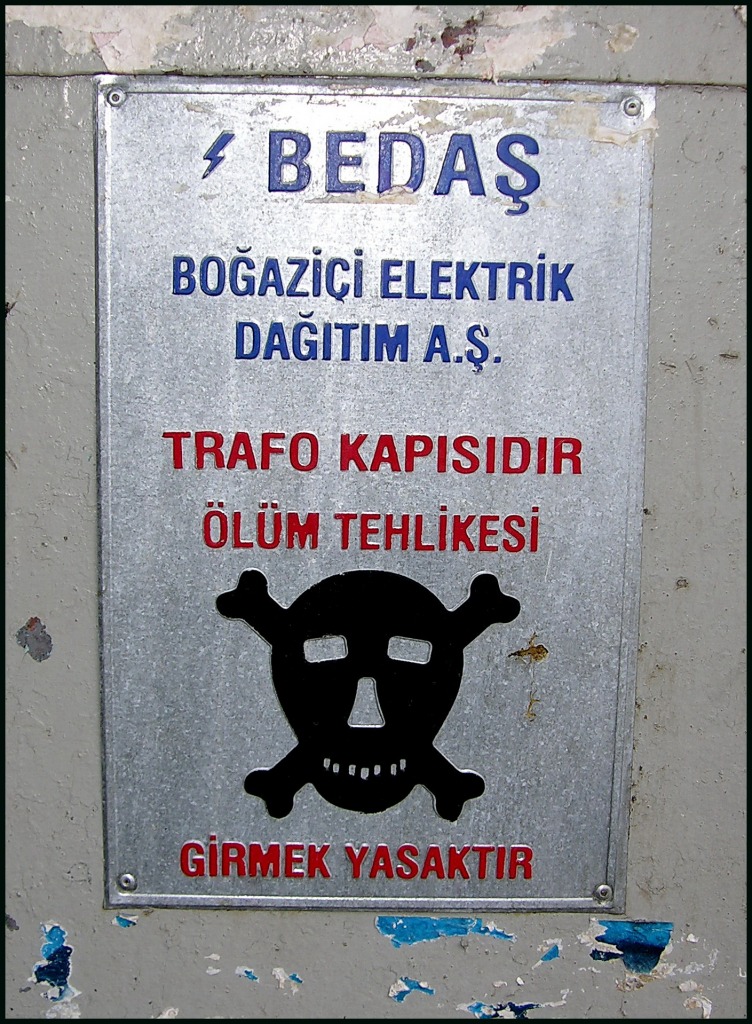 BEDAŞ
BOĞAZİÇİ ELEKTRİK
DAĞITIM A.Ş.
TRAFO KAPISIDIR
ÖLÜM TEHLİKESİ
GİRMEK YASAKTIR